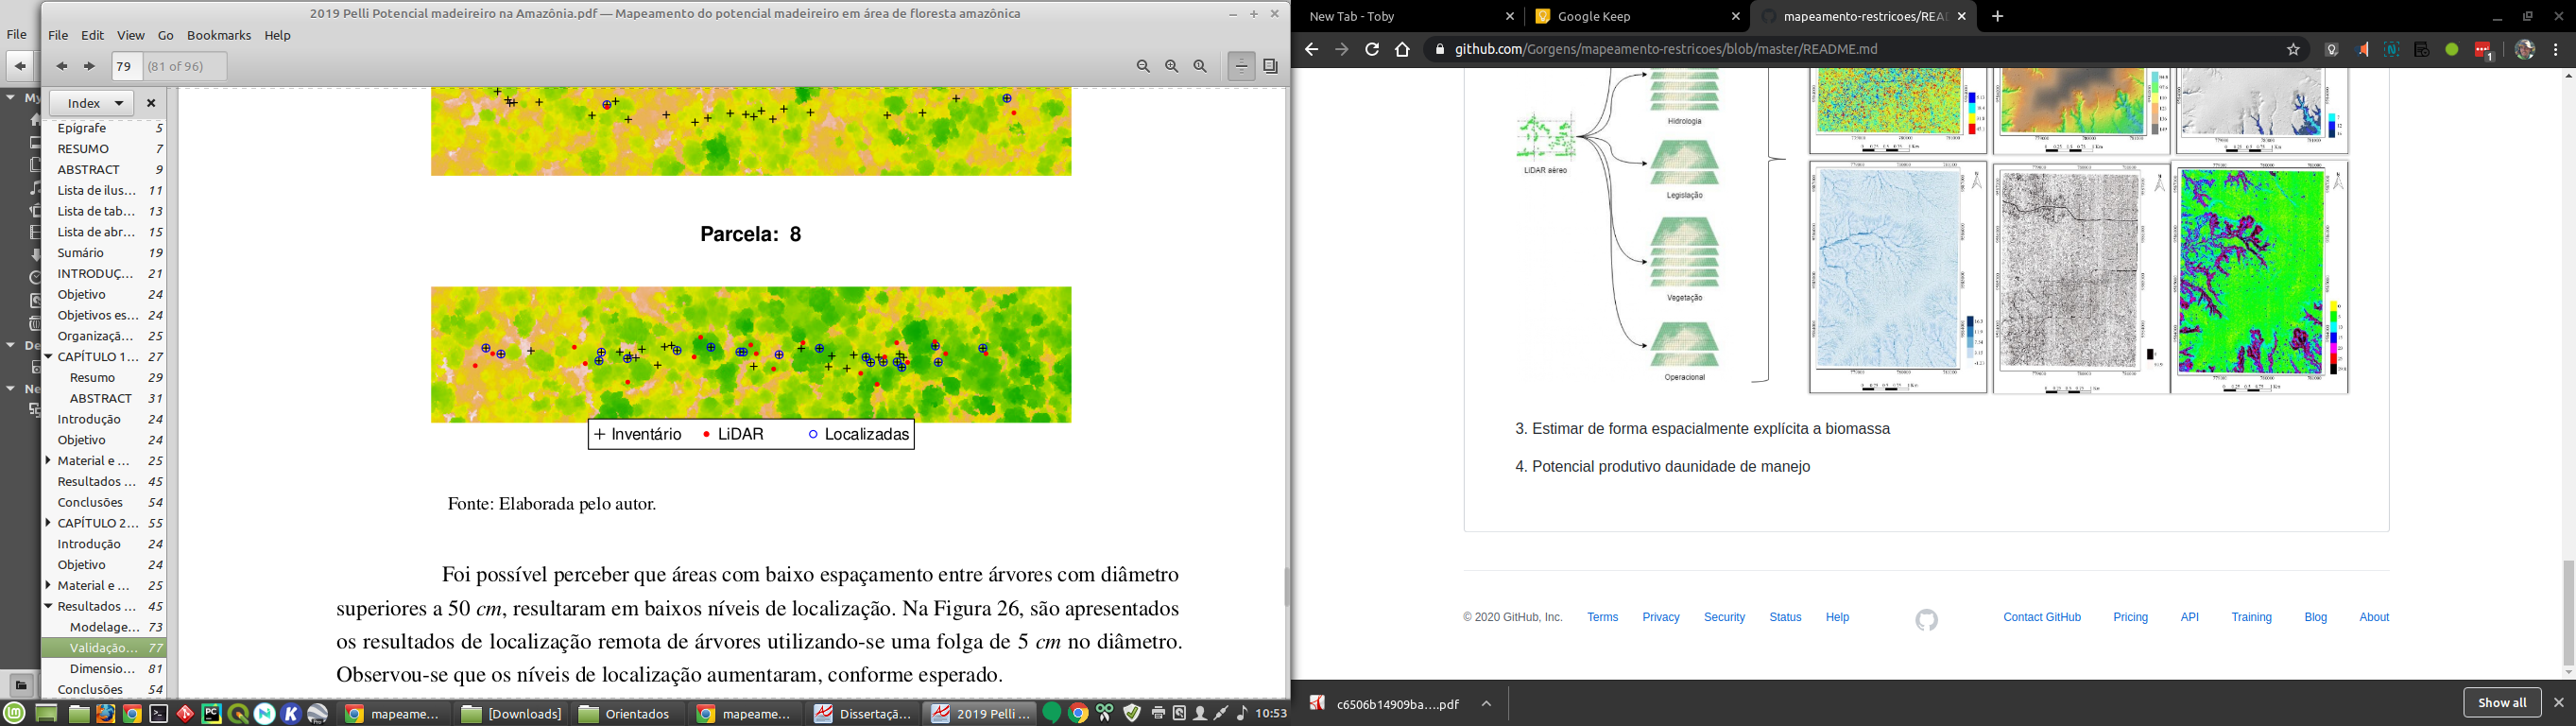 2019 Pelli Potencial madeireiro na Amazônia.pdf — Mapeamento do potencial madeireiro em área de floresta amazônica
File
File Edit View Go Bookmarks Help
79 (81 of 96)
Index
My
De
Ne
Epígrafe 5
RESUMO 7
ABSTRACT 9
Lista de ilus... 11
Lista de tab... 13
Lista de abr... 15
Sumário 19
INTRODUÇ... 21
Objetivo 24
Objetivos es... 24
Organizaçã... 25
CAPÍTULO 1... 27
Resumo 29
ABSTRACT 31
Introdução 24
Objetivo 24
Material e ... 25
Resultados ... 45
Conclusões 54
CAPÍTULO 2... 55
Introdução 24
Objetivo 24
Material e ... 25
Resultados ... 45
Modelage... 73
Validação... 77
Dimensio... 81
Conclusões 54
Parcela: 8
Inventário LiDAR Localizadas
Fonte: Elaborada pelo autor.
Foi possível perceber que áreas com baixo espaçamento entre árvores com diâmetro
superiores a 50 cm, resultaram em baixos níveis de localização. Na Figura 26, são apresentados
os resultados de localização remota de árvores utilizando-se uma folga de 5 cm no diâmetro.
Observou-se que os níveis de localização aumentaram, conforme esperado.
New Tab - Toby
Google Keep
mapeamento-restricoes/REA
github.com/Gorgens/mapeamento-restricoes/blob/master/README.md
LiDAR aéreo
Hidrologia
Legislação
Vegetação
Operacional
3. Estimar de forma espacialmente explícita a biomassa
4. Potencial produtivo daunidade de manejo
© 2020 GitHub, Inc. Terms Privacy Security Status Help Contact GitHub Pricing API Training Blog About
c6506b14909ba....pdf
Show all
mapeame... [Downloads] Orientados mapeame... Dissertaçã... 2019 Pelli ... 10:53